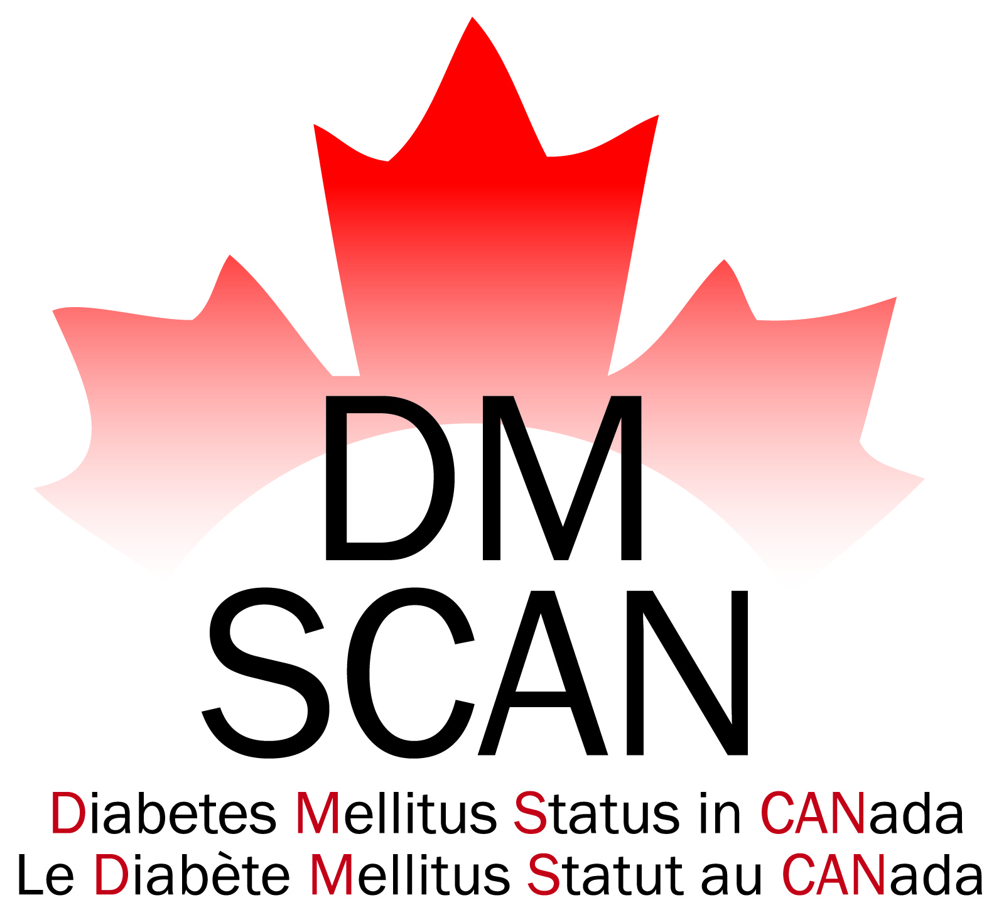 DM
SCAN
Diabetes Mellitus Status in CANada
Le Diabète Mellitus Statut au CANada